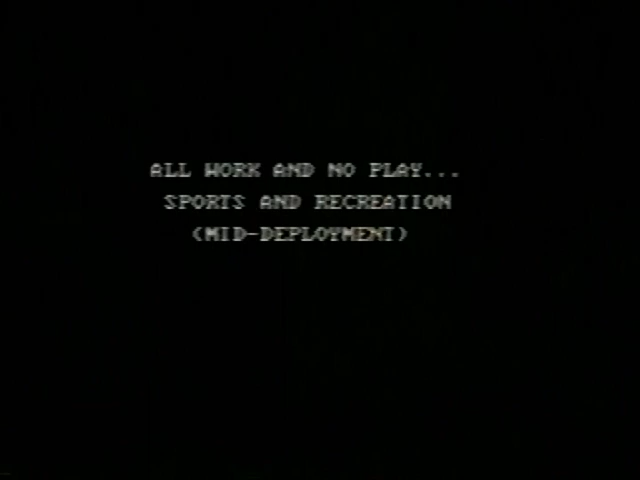 ALL WORK AND NO PLAY...
SPORTS AND RECREATION
(MID-DEPLOYMENT)